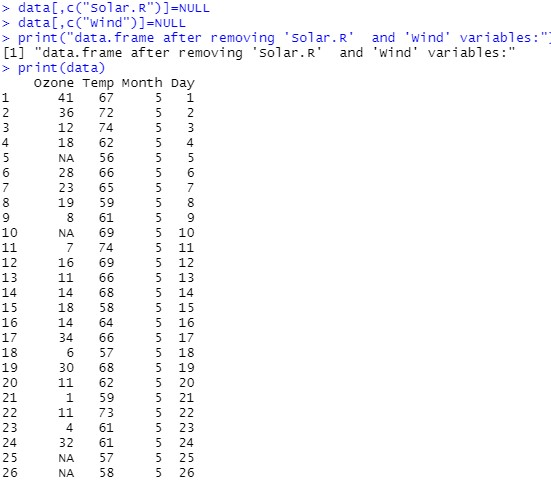 > data[,c("Solar.R")]=NULL
> data[,c("Wind")]=NULL
> print("data.frame after removing 'Solar.R'  and 'Wind' variables:")
[1] "data.frame after removing 'Solar.R'  and 'Wind' variables:"
> print(data)
   Ozone Temp Month Day
1     41   67     5   1
2     36   72     5   2
3     12   74     5   3
4     18   62     5   4
5     NA   56     5   5
6     28   66     5   6
7     23   65     5   7
8     19   59     5   8
9      8   61     5   9
10    NA   69     5  10
11     7   74     5  11
12    16   69     5  12
13    11   66     5  13
14    14   68     5  14
15    18   58     5  15
16    14   64     5  16
17    34   66     5  17
18     6   57     5  18
19    30   68     5  19
20    11   62     5  20
21     1   59     5  21
22    11   73     5  22
23     4   61     5  23
24    32   61     5  24
25    NA   57     5  25
26    NA   58     5  26